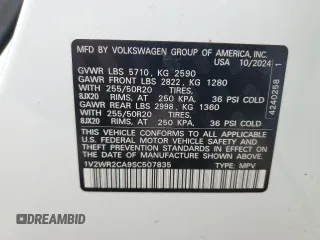 MFD BY VOLKSWAGEN GROUP OF AMERICA, INC.
10/2024
GVWR LBS 5710, KG 2590
GAWR FRONT LBS 2822, KG 1280
WITH 255/50R20 TIRES.
8JX20 RIMS AT 250 KPA. 36 PSI COLD
GAWR REAR LBS 2998, KG 1360
WITH 255/50R20 TIRES.
8JX20 RIMS AT 250 KPA. 36 PSI COLD
THIS VEHICLE CONFORMS TO ALL APPLICABLE
U.S. FEDERAL MOTOR VEHICLE SAFETY
AND THEFT PREVENTION STANDARDS IN EFFECT ON
THE DATE OF MANUFACTURE SHOWN ABOVE
1V2WR2CA9SC507835 TYPE: MPV
4240258 1